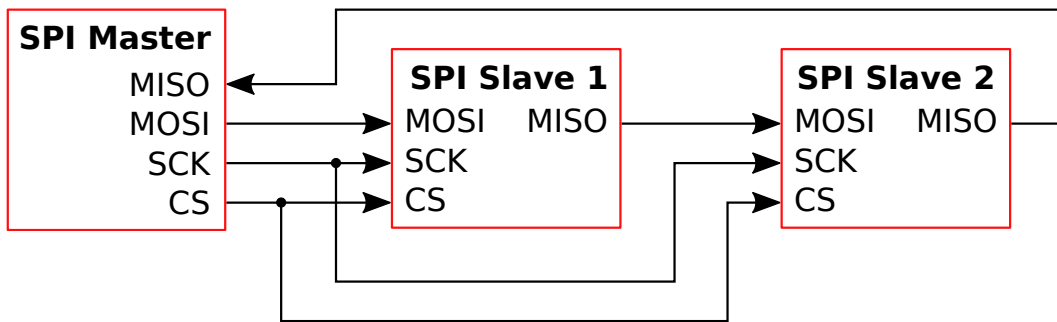 SPI Master
MISO
MOSI
SCK
CS
SPI Slave 1
MOSI MISO
SCK
CS
SPI Slave 2
MOSI MISO
SCK
CS